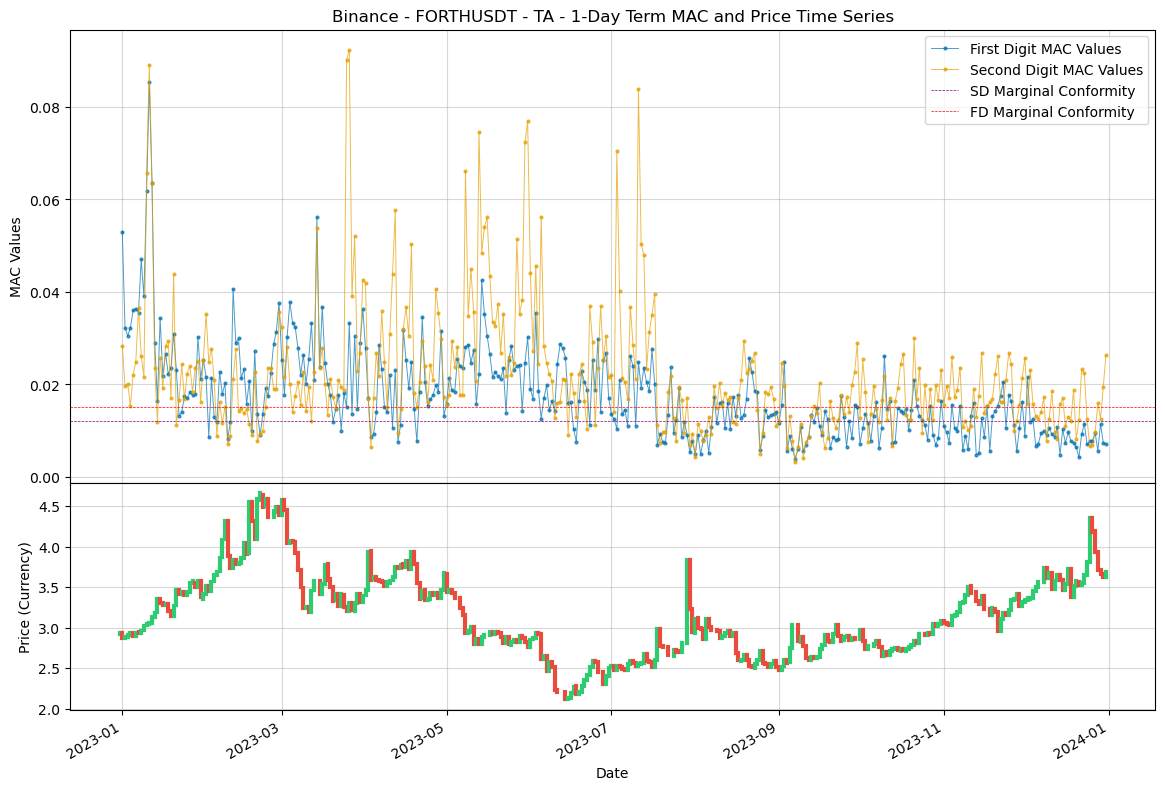 Binance - FORTHUSDT - TA - 1-Day Term MAC and Price Time Series
First Digit MAC Values
Second Digit MAC Values
SD Marginal Conformity
FD Marginal Conformity
MAC Values
0.08
0.06
0.04
0.02
0.00
Price (Currency)
4.5
4.0
3.5
3.0
2.5
2.0
2023-01
2023-03
2023-05
2023-07
2023-09
2023-11
2024-01
Date